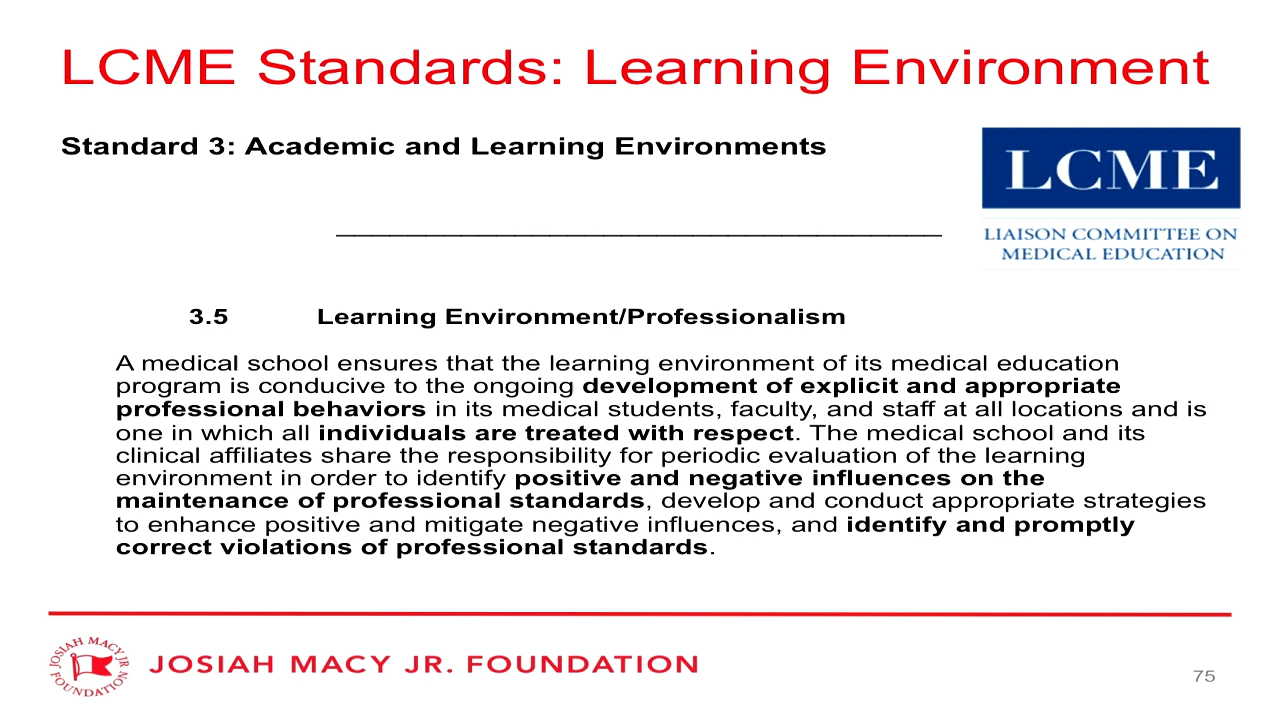 LCME Standards: Learning Environment
Standard 3: Academic and Learning Environments
LCME
LIAISON COMMITTEE ON
MEDICAL EDUCATION
3.5 Learning Environment/Professionalism
A medical school ensures that the learning environment of its medical education
program is conducive to the ongoing development of explicit and appropriate
professional behaviors in its medical students, faculty, and staff at all locations and is
one in which all individuals are treated with respect. The medical school and its
clinical affiliates share the responsibility for periodic evaluation of the learning
environment in order to identify positive and negative influences on the
maintenance of professional standards, develop and conduct appropriate strategies
to enhance positive and mitigate negative influences, and identify and promptly
correct violations of professional standards.
JOSIAH MACY JR FOUNDATION
JOSIAH MACY JR. FOUNDATION
75